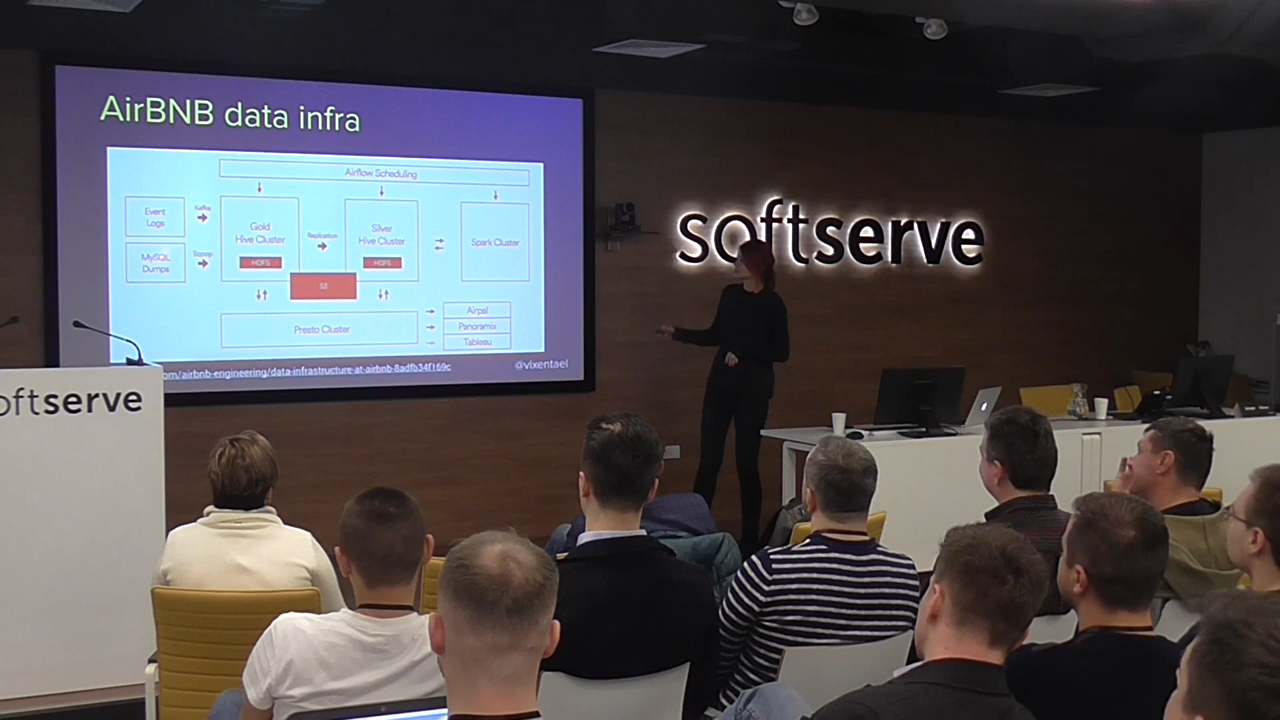 AirBNB data infra
Airflow Scheduling
Event
Logs
Kafka
Gold
Hive Cluster
HDFS
Replication
Silver
Hive Cluster
HDFS
Spark Cluster
MySQL
Dumps
Sqoop
S3
Presto Cluster
Airpal
Panoramix
Tableau
om/airbnb-engineering/data-infrastructure-at-airbnb-8adfb34f169c
@vixentael
softserve
oftserve